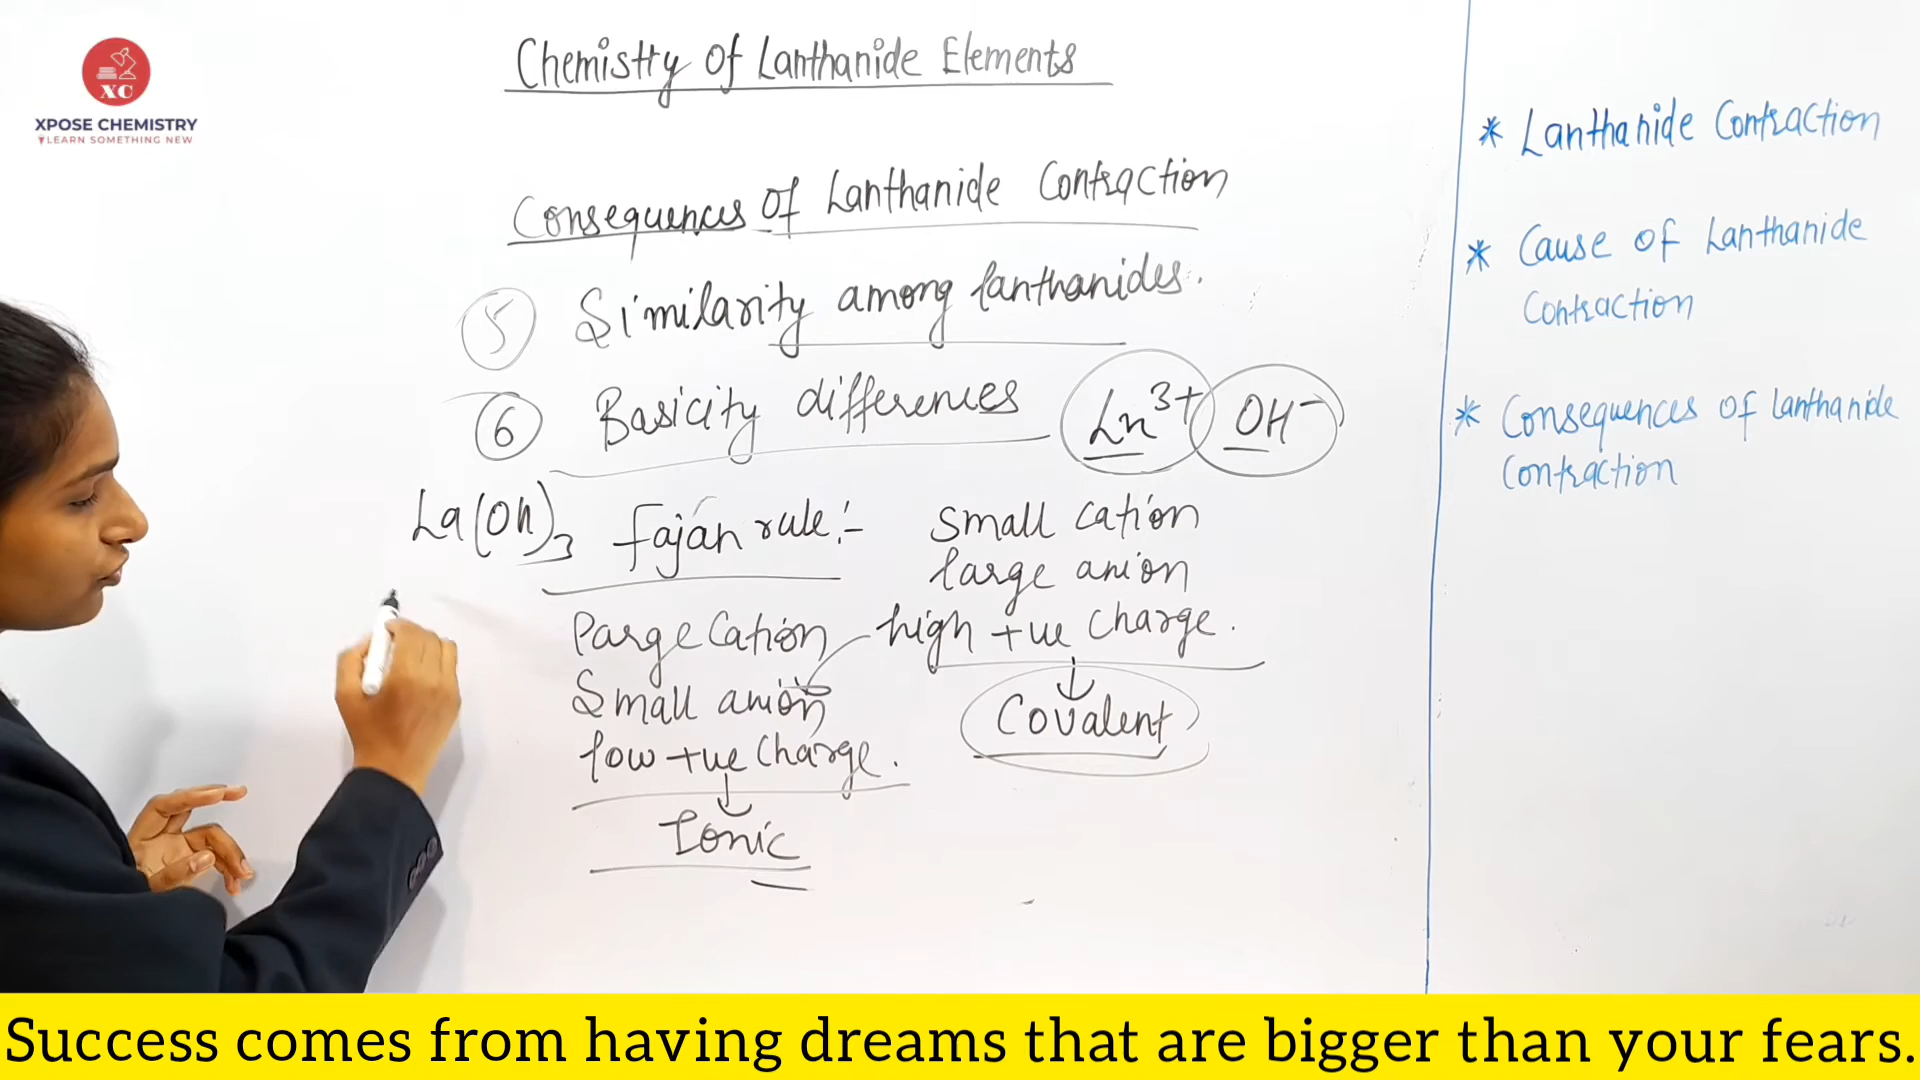 Chemistry Of Lanthanide Elements
XC
XPOSE CHEMISTRY
LEARN SOMETHING NEW
Consequences Of Lanthanide Contraction
5 Similarity among lanthanides.
6 Basicity differences Ln³⁺ OH⁻
La(OH)₃ Fajan rule:- Small cation
large anion
high +ve charge.
Covalent
Large Cation
Small anion
low +ve charge.
Ionic
* Lanthanide Contraction
* Cause of Lanthanide
Contraction
* Consequences of Lanthanide
Contraction
Success comes from having dreams that are bigger than your fears.